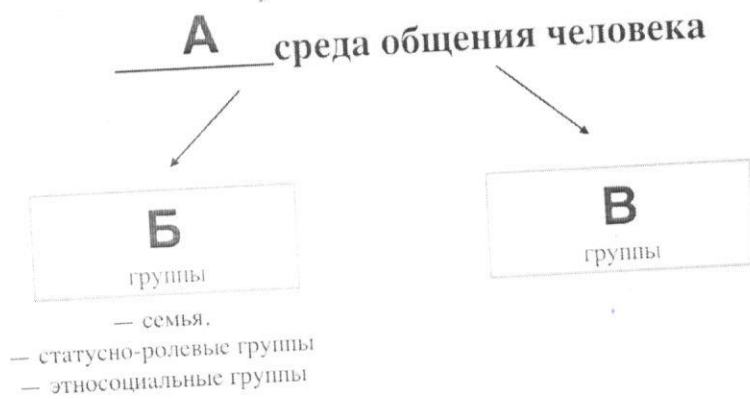 А среда общения человека
Б
группы
В
группы
— семья.
— статусно-ролевые группы
— этносоциальные группы